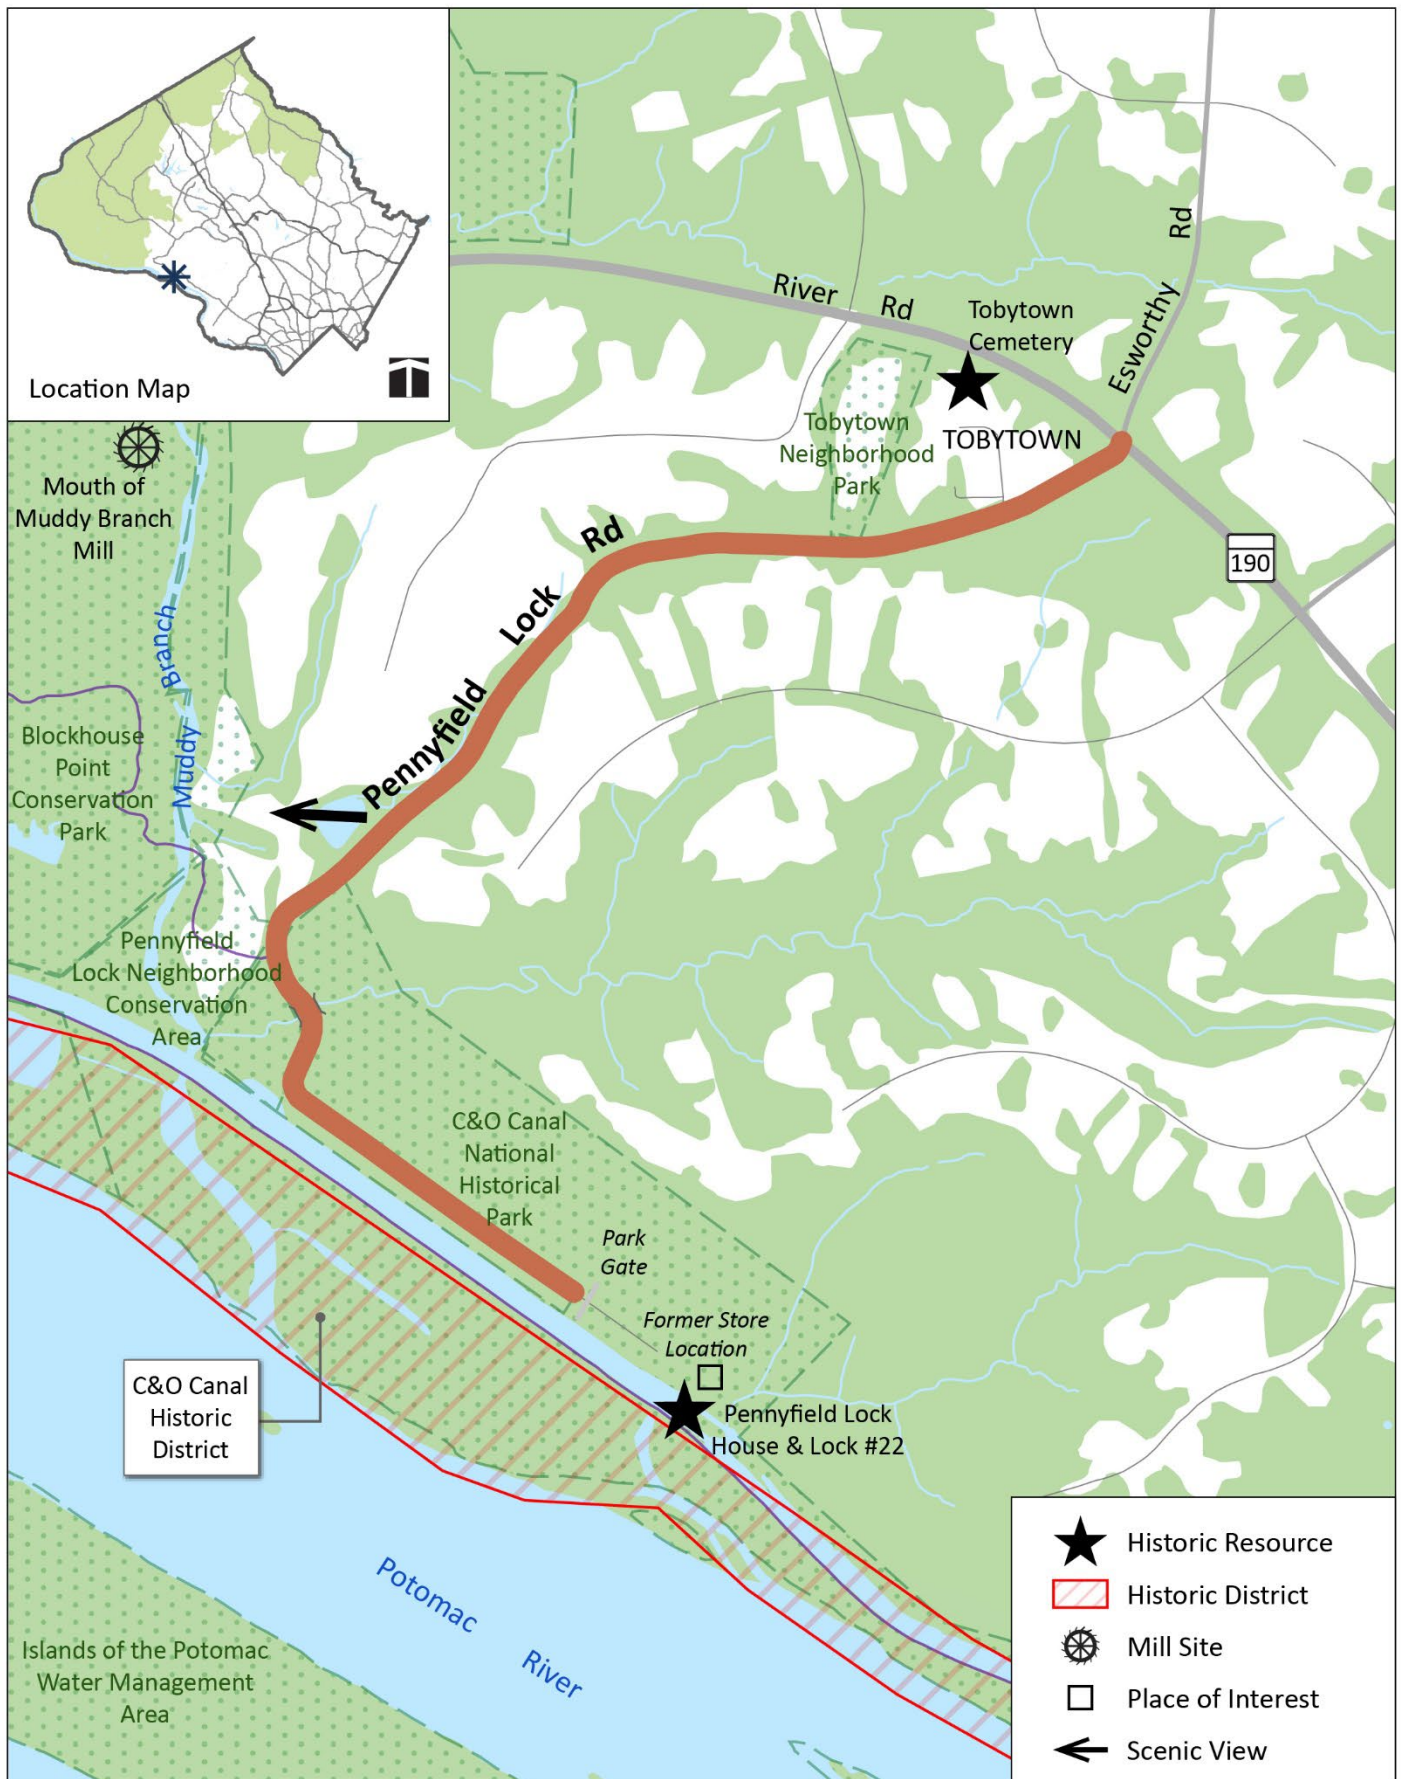 Location Map
River Rd
Esworthy Rd
Tobytown
Cemetery
TOBYTOWN
Tobytown
Neighborhood
Park
190
Mouth of
Muddy Branch
Mill
Pennyfield Lock Rd
Muddy Branch
Blockhouse
Point
Conservation
Park
Pennyfield
Lock Neighborhood
Conservation
Area
C&O Canal
National
Historical
Park
Park
Gate
Former Store
Location
Pennyfield Lock
House & Lock #22
C&O Canal
Historic
District
Potomac River
Islands of the Potomac
Water Management
Area
Historic Resource
Historic District
Mill Site
Place of Interest
Scenic View